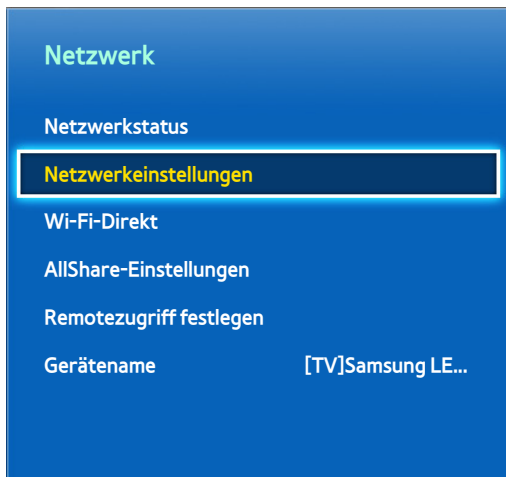 Netzwerk
Netzwerkstatus
Netzwerkeinstellungen
Wi-Fi-Direkt
AllShare-Einstellungen
Remotezugriff festlegen
Gerätename [TV]Samsung LE...